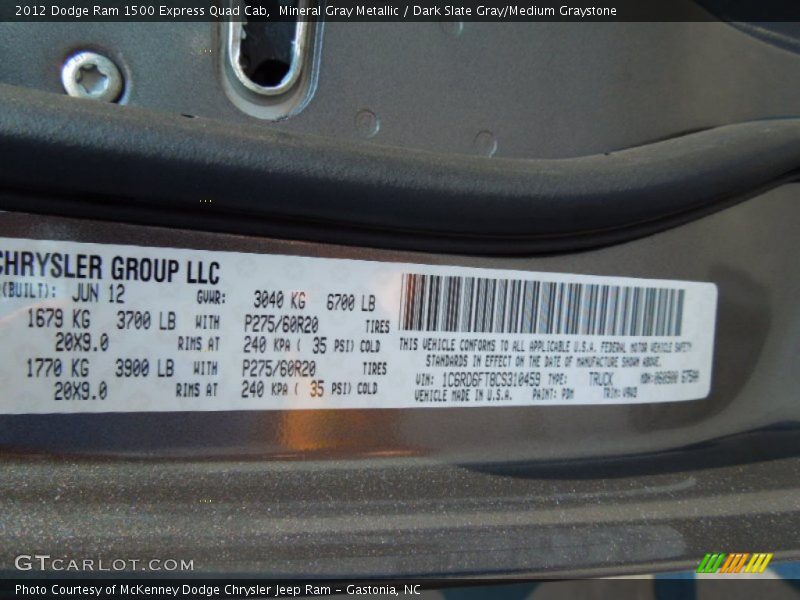 2012 Dodge Ram 1500 Express Quad Cab, Mineral Gray Metallic / Dark Slate Gray/Medium Graystone
CHRYSLER GROUP LLC
(BUILT): JUN 12 GVWR: 3040 KG 6700 LB
1679 KG 3700 LB WITH P275/60R20 TIRES
20X9.0 RIMS AT 240 KPA ( 35 PSI) COLD
1770 KG 3900 LB WITH P275/60R20 TIRES
20X9.0 RIMS AT 240 KPA ( 35 PSI) COLD
THIS VEHICLE CONFORMS TO ALL APPLICABLE U.S.A. FEDERAL MOTOR VEHICLE SAFETY
STANDARDS IN EFFECT ON THE DATE OF MANUFACTURE SHOWN ABOVE.
VIN: 1C6RD6FT8CS310459 TYPE: TRUCK MDH:
VEHICLE MADE IN U.S.A. PAINT: PDM TRIM:
GTCARLOT.COM
Photo Courtesy of McKenney Dodge Chrysler Jeep Ram - Gastonia, NC